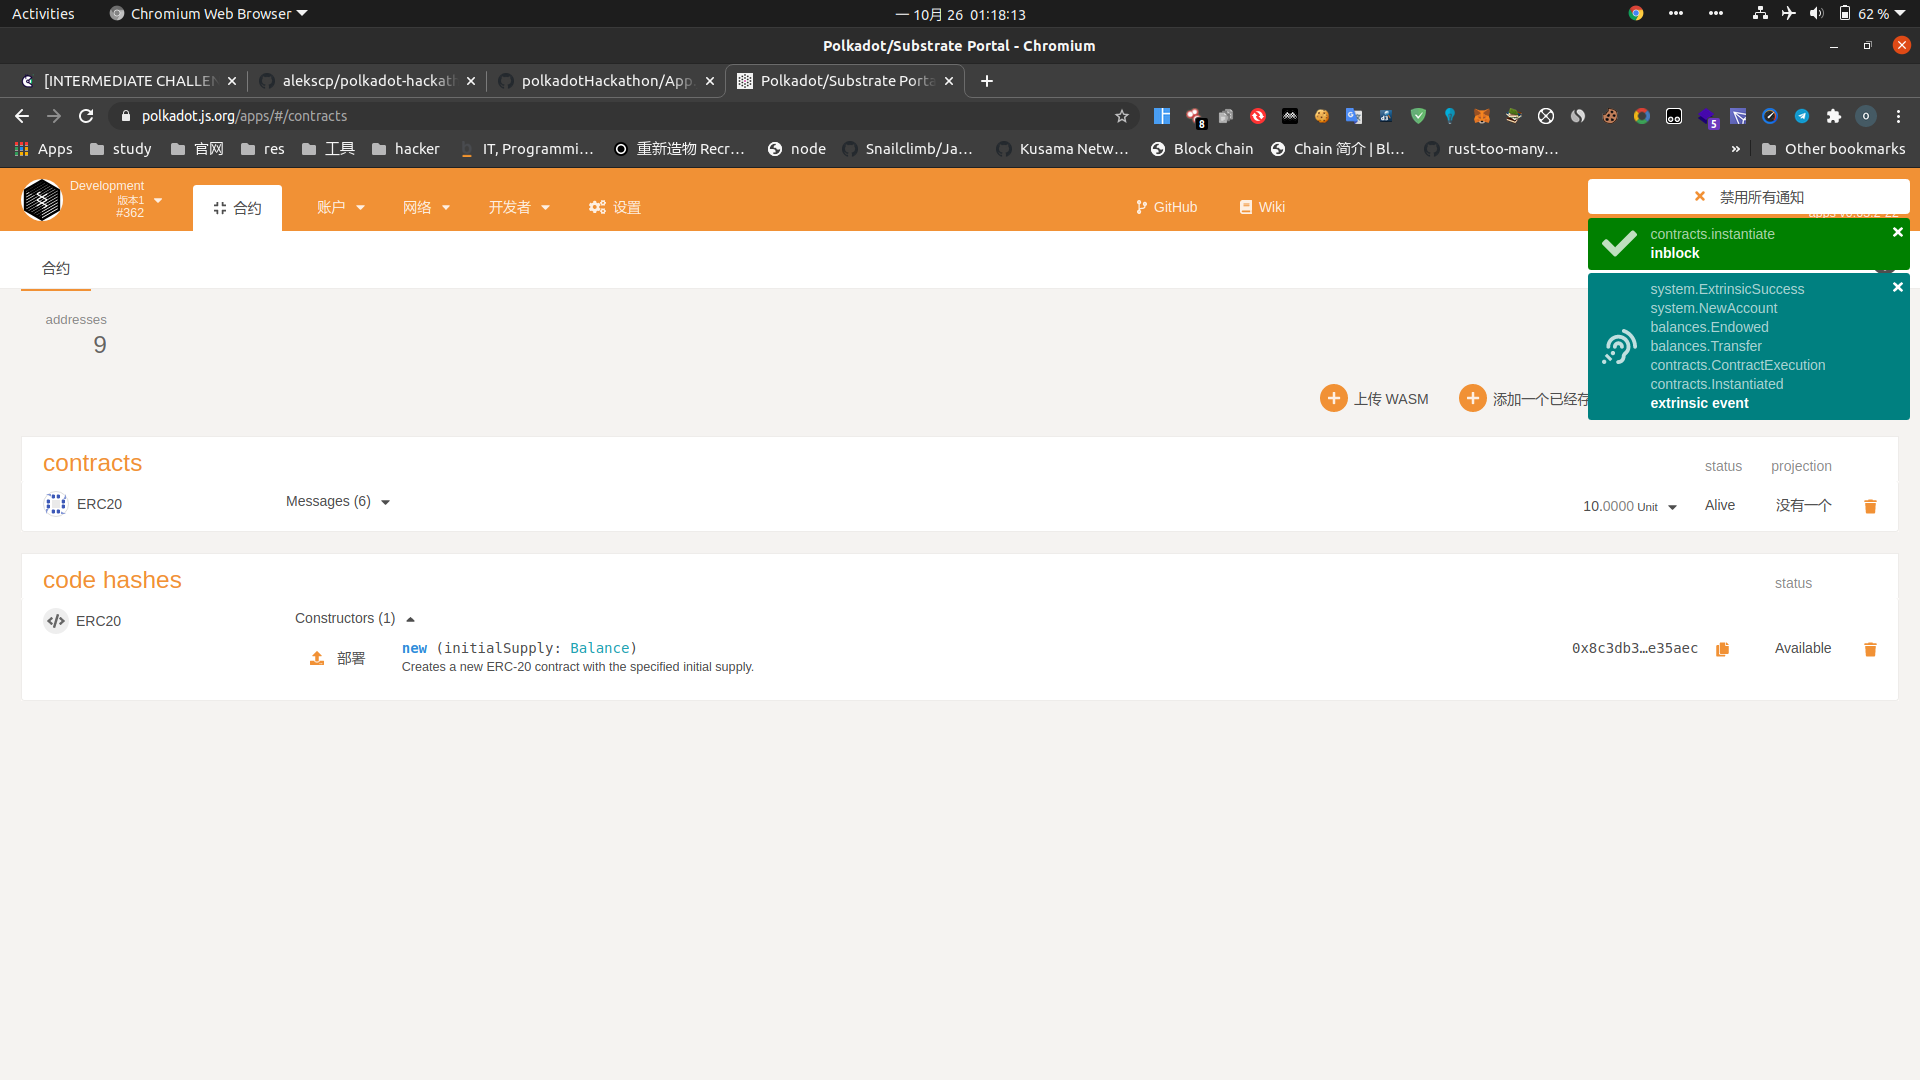 Activities
Chromium Web Browser
一 10月 26 01:18:13
62 %
Polkadot/Substrate Portal - Chromium
[INTERMEDIATE CHALLEN
alekscp/polkadot-hackath
polkadotHackathon/App.
Polkadot/Substrate Porta
polkadot.js.org/apps/#/contracts
8
5
Apps
study
官网
res
工具
hacker
IT, Programmi…
重新造物 Recr…
node
Snailclimb/Ja…
Kusama Netw…
Block Chain
Chain 简介 | Bl…
rust-too-many…
»
Other bookmarks
Development
版本1
#362
合约
账户
网络
开发者
设置
GitHub
Wiki
禁用所有通知
contracts.instantiate
inblock
system.ExtrinsicSuccess
system.NewAccount
balances.Endowed
balances.Transfer
contracts.ContractExecution
contracts.Instantiated
extrinsic event
合约
addresses
9
上传 WASM
添加一个已经存
contracts
status
projection
ERC20
Messages (6)
10.0000 Unit
Alive
没有一个
code hashes
status
ERC20
Constructors (1)
部署
new (initialSupply: Balance)
Creates a new ERC-20 contract with the specified initial supply.
0x8c3db3…e35aec
Available